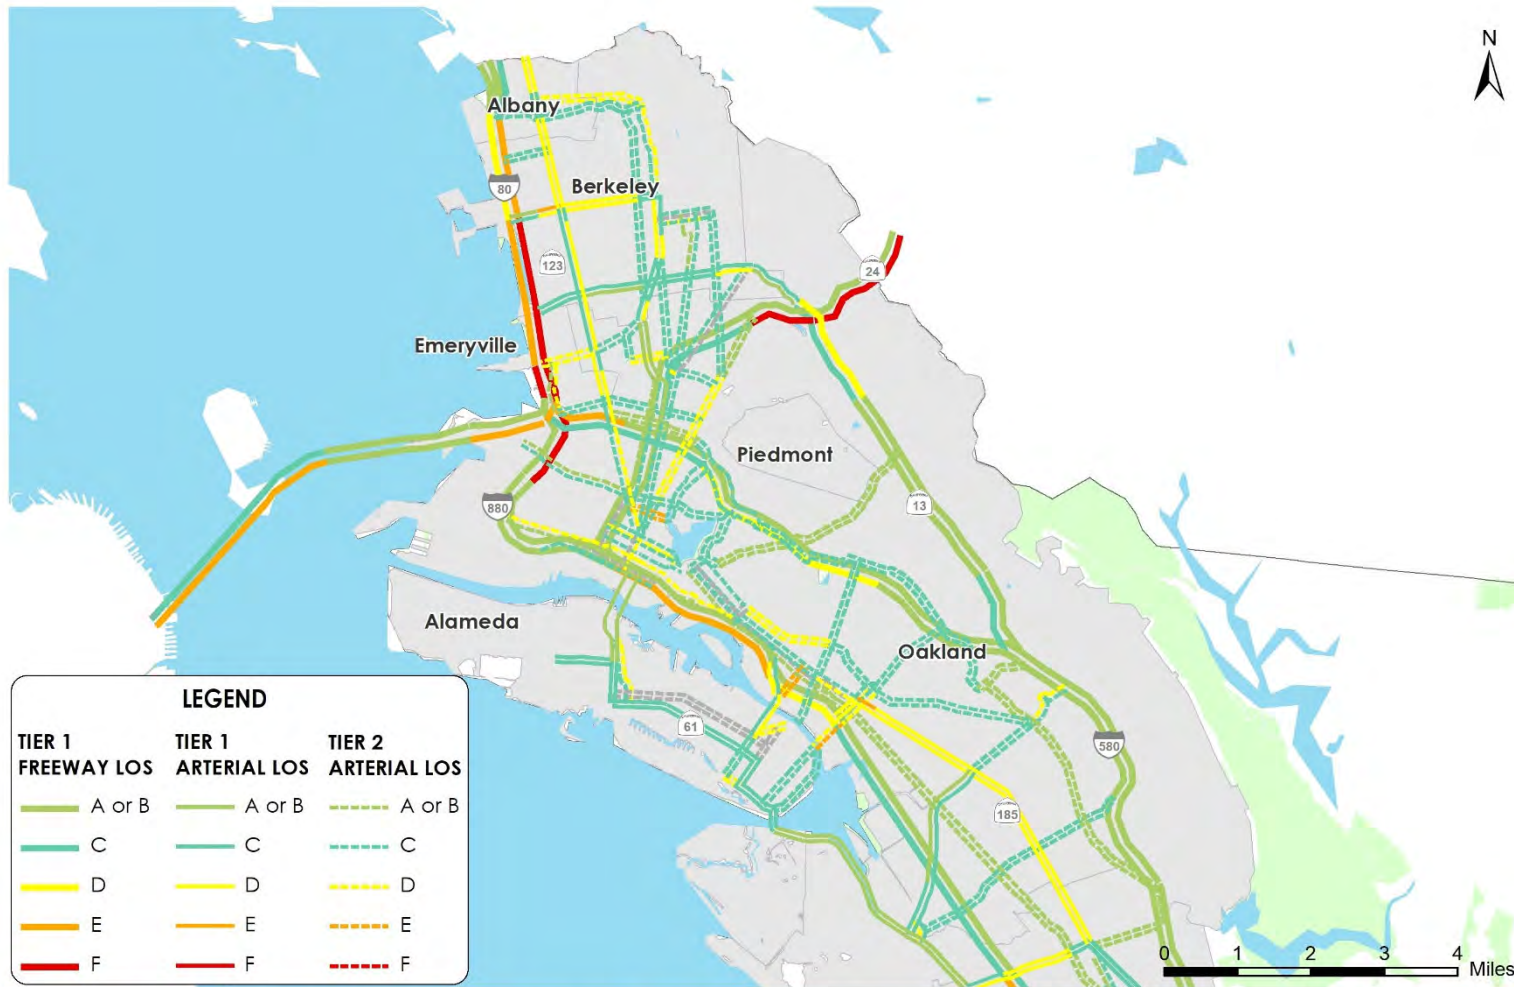 N
Albany
80
Berkeley
123
24
Emeryville
Piedmont
880
13
Alameda
Oakland
61
580
185
LEGEND
TIER 1
FREEWAY LOS
TIER 1
ARTERIAL LOS
TIER 2
ARTERIAL LOS
A or B A or B A or B
C C C
D D D
E E E
F F F
0 1 2 3 4
Miles